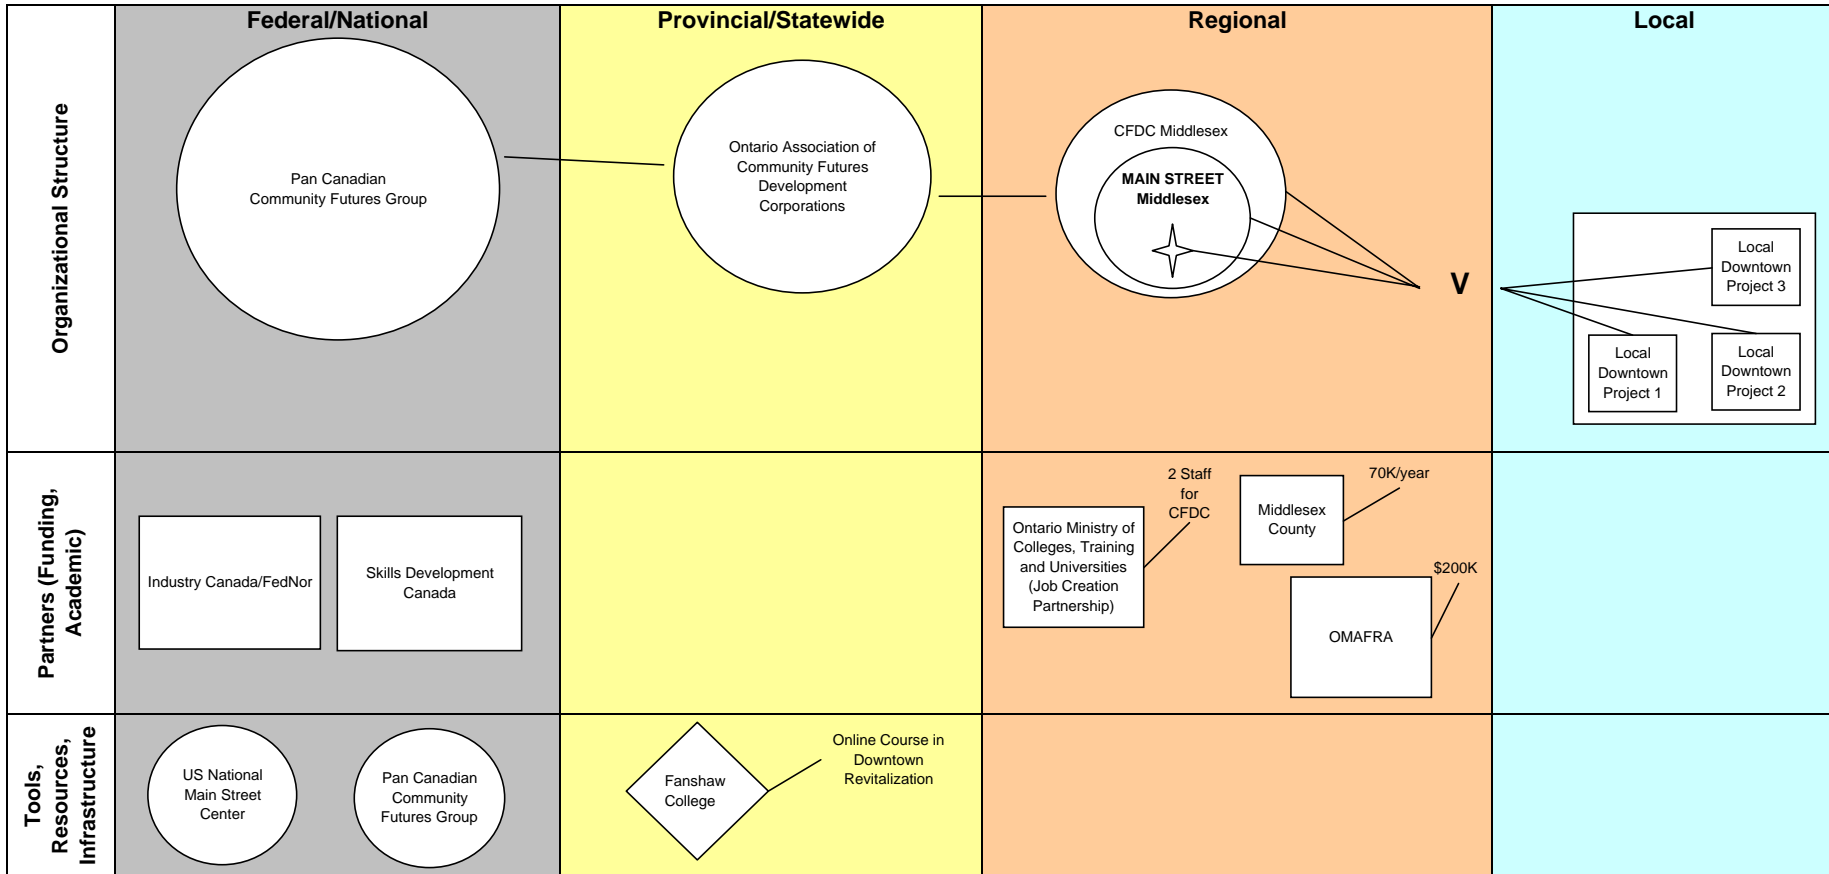 Federal/National
Provincial/Statewide
Regional
Local
Organizational Structure
Pan Canadian
Community Futures Group
Ontario Association of
Community Futures
Development
Corporations
CFDC Middlesex
MAIN STREET
Middlesex
V
Local
Downtown
Project 3
Local
Downtown
Project 1
Local
Downtown
Project 2
Partners (Funding,
Academic)
Industry Canada/FedNor
Skills Development
Canada
Ontario Ministry of
Colleges, Training
and Universities
(Job Creation
Partnership)
2 Staff
for
CFDC
Middlesex
County
70K/year
OMAFRA
$200K
Tools,
Resources,
Infrastructure
US National
Main Street
Center
Pan Canadian
Community
Futures Group
Fanshaw
College
Online Course in
Downtown
Revitalization